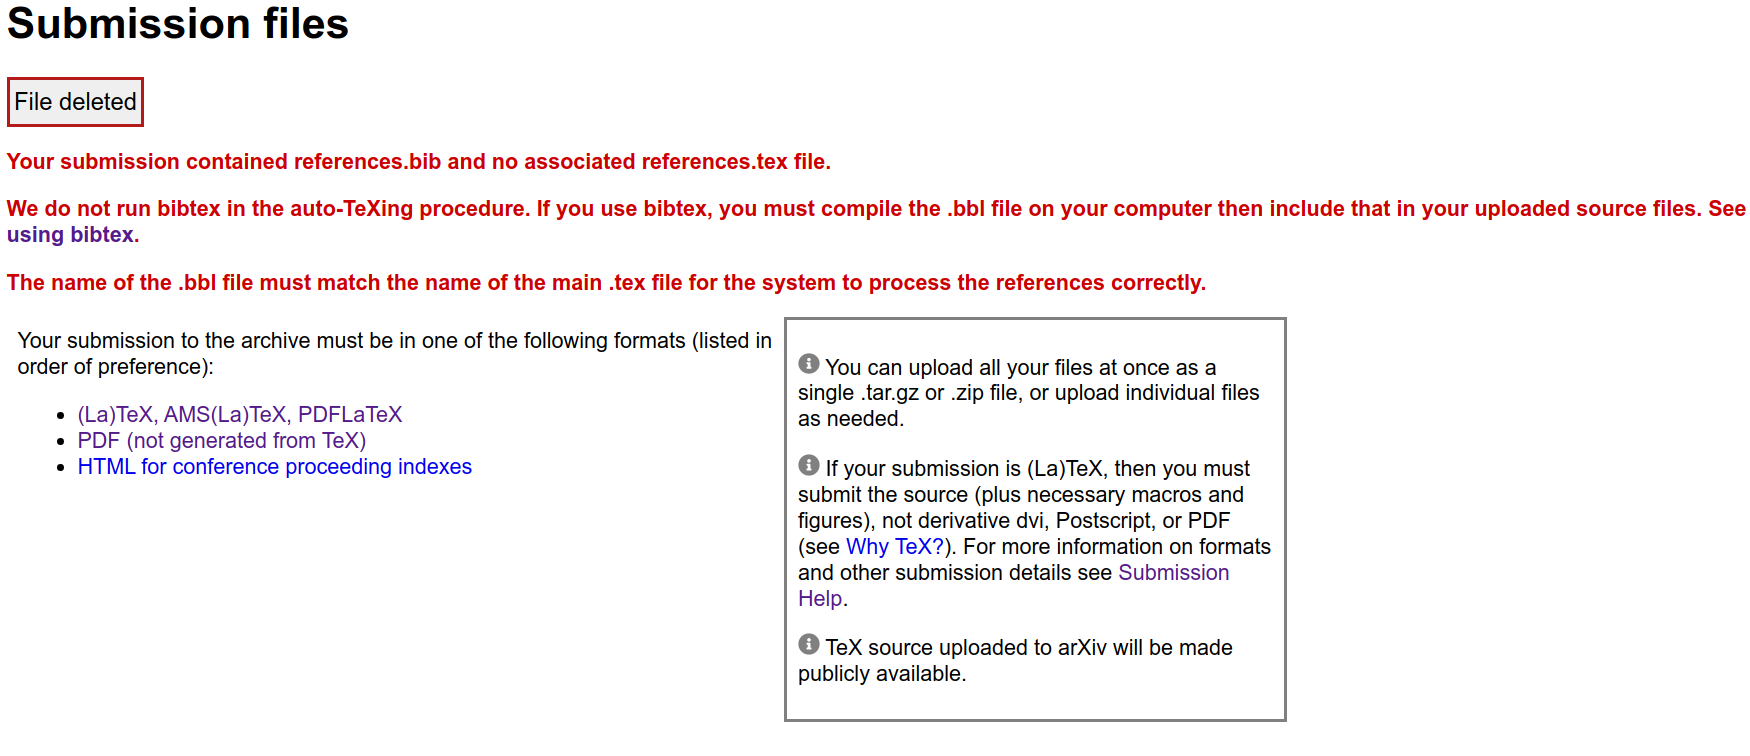 Submission files
File deleted
Your submission contained references.bib and no associated references.tex file.
We do not run bibtex in the auto-TeXing procedure. If you use bibtex, you must compile the .bbl file on your computer then include that in your uploaded source files. See
using bibtex.
The name of the .bbl file must match the name of the main .tex file for the system to process the references correctly.
Your submission to the archive must be in one of the following formats (listed in
order of preference):
(La)TeX, AMS(La)TeX, PDFLaTeX
PDF (not generated from TeX)
HTML for conference proceeding indexes
You can upload all your files at once as a
single .tar.gz or .zip file, or upload individual files
as needed.
If your submission is (La)TeX, then you must
submit the source (plus necessary macros and
figures), not derivative dvi, Postscript, or PDF
(see Why TeX?). For more information on formats
and other submission details see Submission
Help.
TeX source uploaded to arXiv will be made
publicly available.